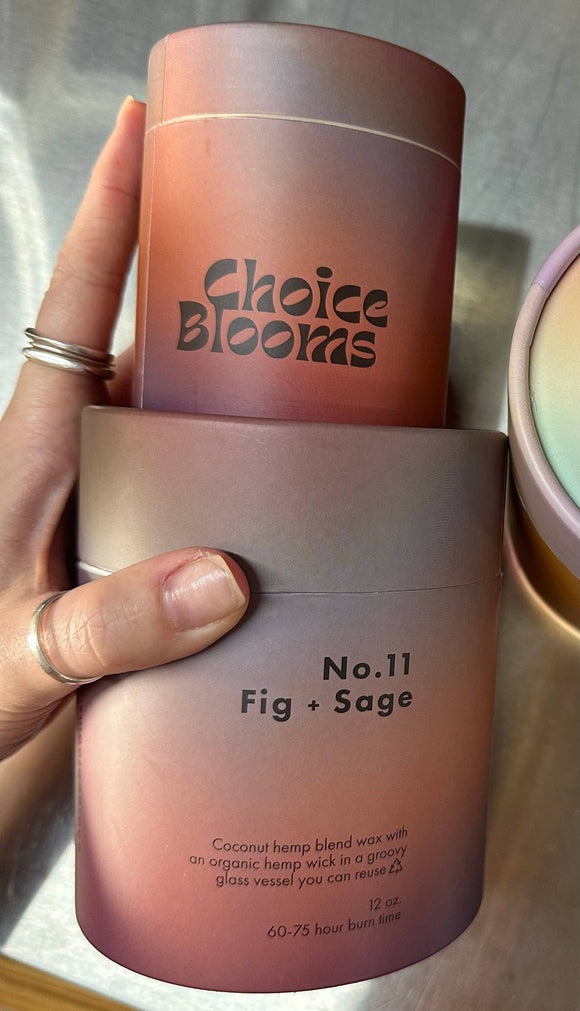 Choice
Blooms
No.11
Fig + Sage
Coconut hemp blend wax with
an organic hemp wick in a groovy
glass vessel you can reuse
12 oz.
60-75 hour burn time